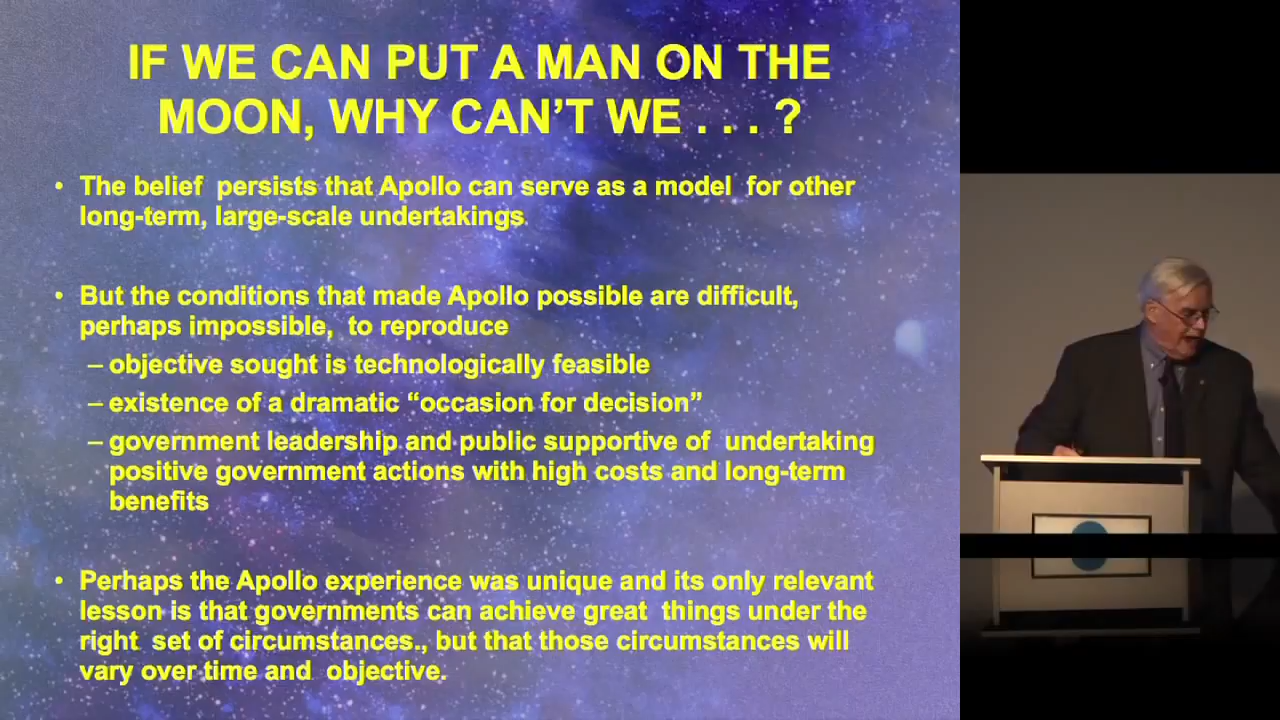 IF WE CAN PUT A MAN ON THE
MOON, WHY CAN'T WE . . . ?
• The belief persists that Apollo can serve as a model for other
long-term, large-scale undertakings
• But the conditions that made Apollo possible are difficult,
perhaps impossible, to reproduce
– objective sought is technologically feasible
– existence of a dramatic “occasion for decision”
– government leadership and public supportive of undertaking
positive government actions with high costs and long-term
benefits
• Perhaps the Apollo experience was unique and its only relevant
lesson is that governments can achieve great things under the
right set of circumstances., but that those circumstances will
vary over time and objective.